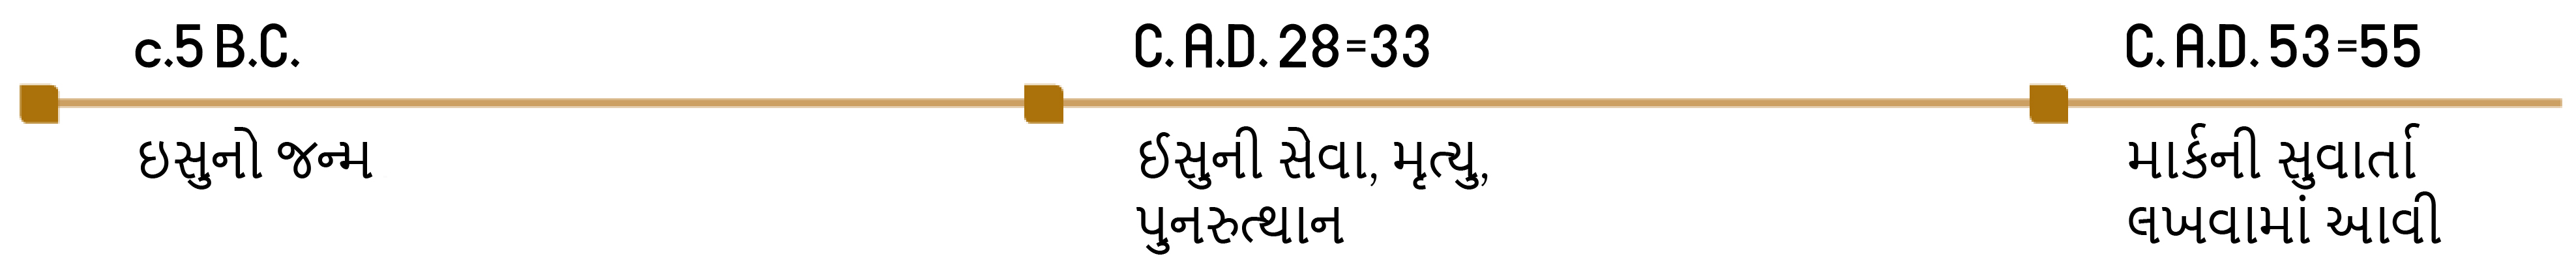 c.5 B.C.
ઇસુનો જન્મ
C. A.D. 28=33
ઈસુની સેવા, મૃત્યુ,
પુનરુત્થાન
C. A.D. 53=55
માર્કની સુવાર્તા
લખવામાં આવી